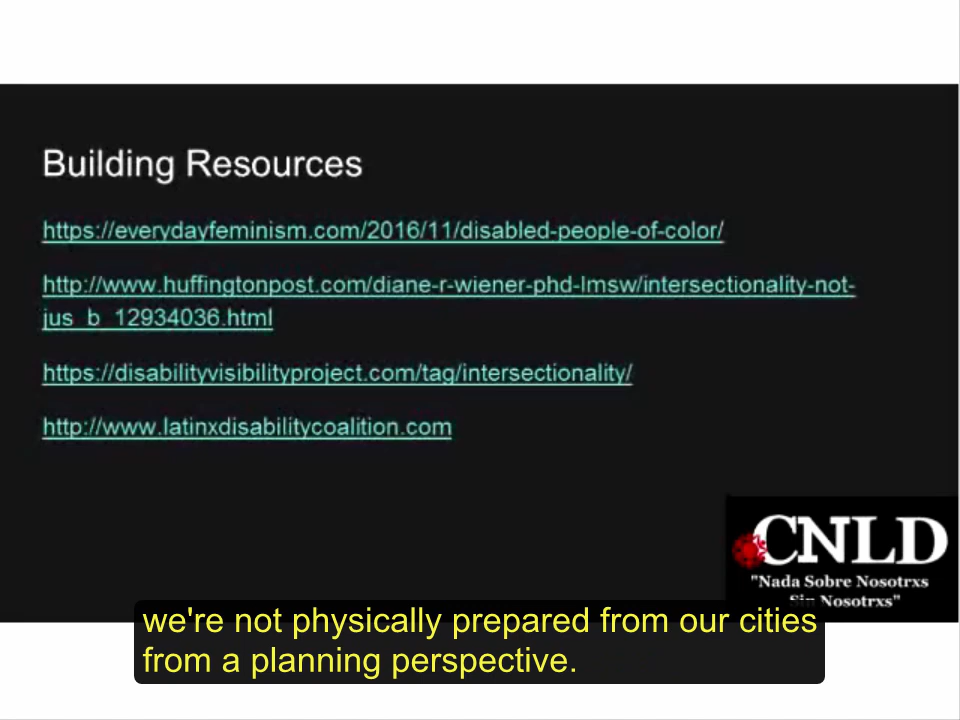 Building Resources
https://everydayfeminism.com/2016/11/disabled-people-of-color/
http://www.huffingtonpost.com/diane-r-wiener-phd-lmsw/intersectionality-not-
jus_b_12934036.html
https://disabilityvisibilityproject.com/tag/intersectionality/
http://www.latinxdisabilitycoalition.com
CNLD
"Nada Sobre Nosotrxs
Sin Nosotrxs"
we're not physically prepared from our cities
from a planning perspective.